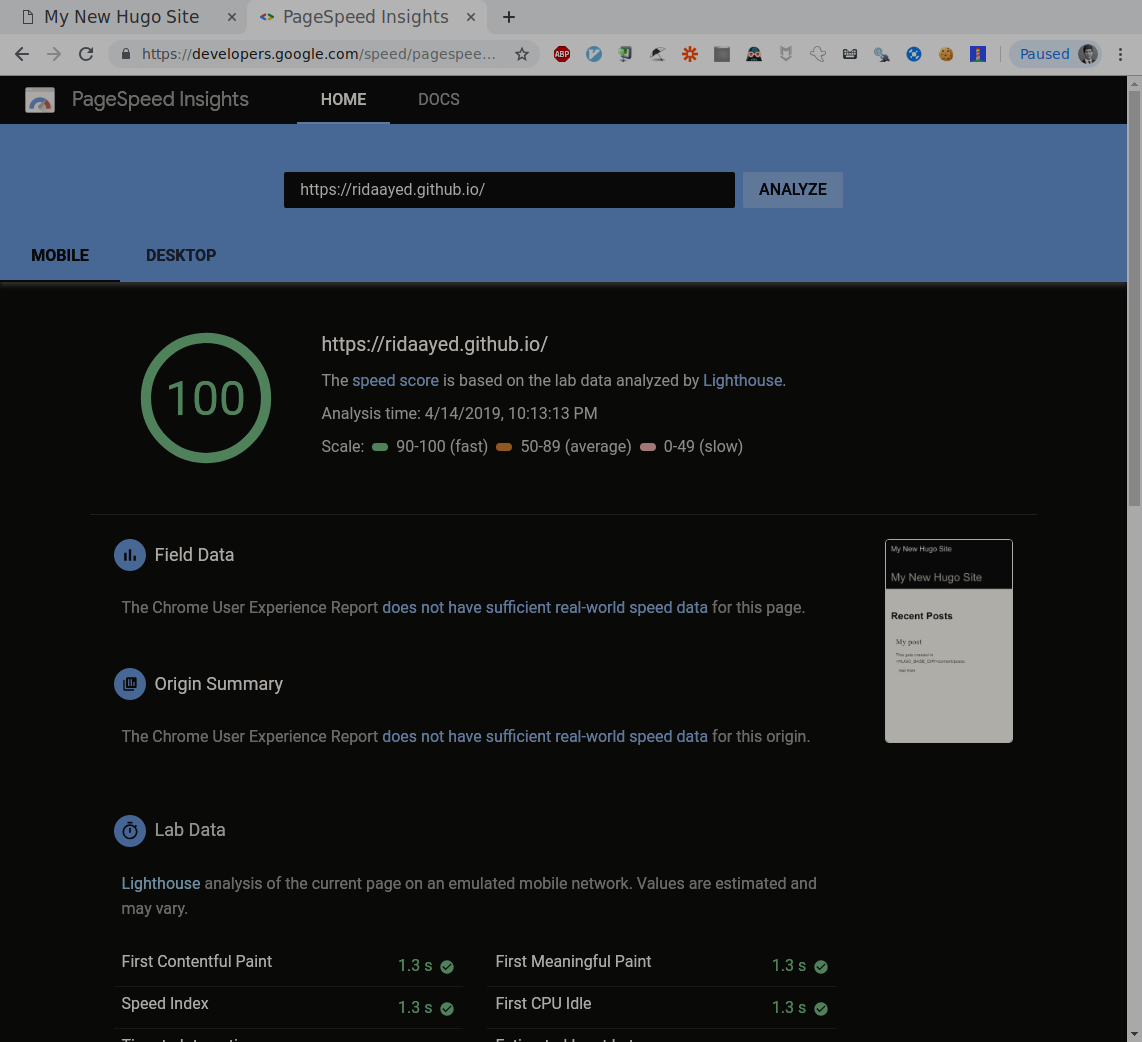 My New Hugo Site
PageSpeed Insights
https://developers.google.com/speed/pagespee...
ABP
Paused
PageSpeed Insights
HOME
DOCS
https://ridaayed.github.io/
ANALYZE
MOBILE
DESKTOP
100
https://ridaayed.github.io/
The speed score is based on the lab data analyzed by Lighthouse.
Analysis time: 4/14/2019, 10:13:13 PM
Scale: 90-100 (fast) 50-89 (average) 0-49 (slow)
Field Data
The Chrome User Experience Report does not have sufficient real-world speed data for this page.
My New Hugo Site
My New Hugo Site
Recent Posts
My post
Origin Summary
The Chrome User Experience Report does not have sufficient real-world speed data for this origin.
Lab Data
Lighthouse analysis of the current page on an emulated mobile network. Values are estimated and
may vary.
First Contentful Paint 1.3 s
First Meaningful Paint 1.3 s
Speed Index 1.3 s
First CPU Idle 1.3 s